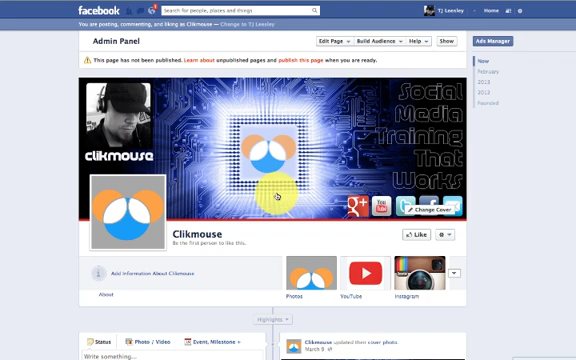 facebook
Search for people, places and things
TJ Leesley
Home
You are posting, commenting, and liking as Clikmouse - Change to TJ Leesley
Admin Panel
Edit Page
Build Audience
Help
Show
Ads Manager
This page has not been published. Learn about unpublished pages and publish this page when you are ready.
Now
February
2013
2012
Founded
Social
Media
Training
That
Works
clikmouse
g+
You
Tube
Change Cover
Clikmouse
Be the first person to like this.
Like
Add Information About Clikmouse
About
Photos
YouTube
Instagram
Highlights
Status
Photo / Video
Event, Milestone +
Write something...
Clikmouse updated their cover photo.
March 9